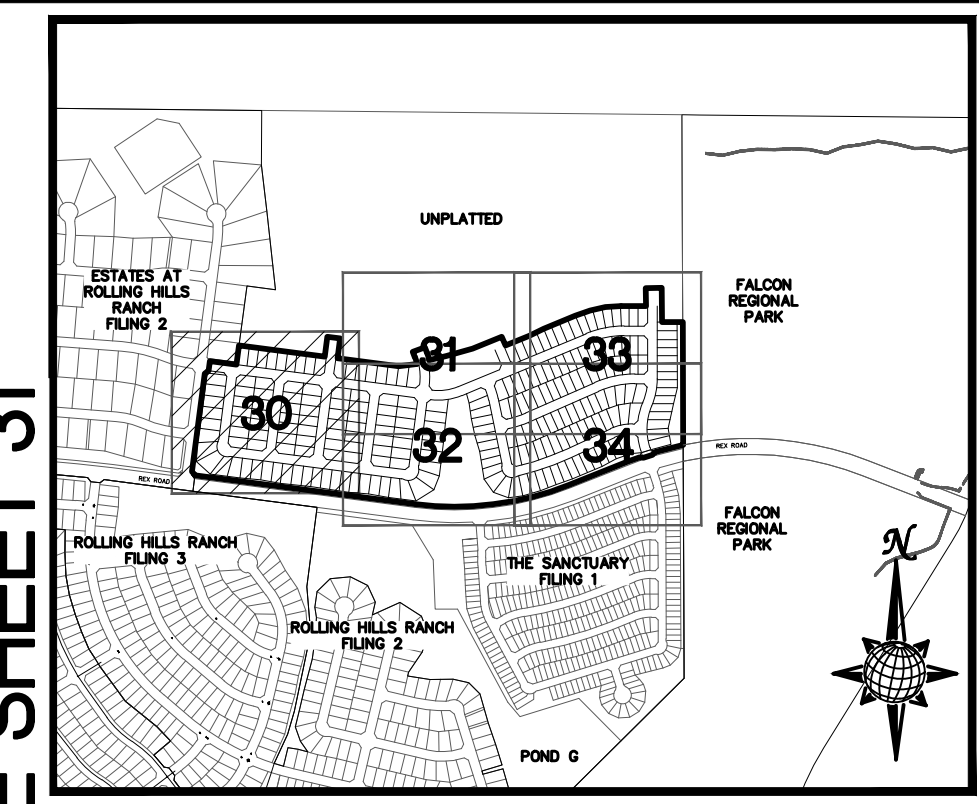 UNPLATTED
ESTATES AT
ROLLING HILLS
RANCH
FILING 2
FALCON
REGIONAL
PARK
31
33
30
32
34
REX ROAD
REX ROAD
SHEET 31
ROLLING HILLS RANCH
FILING 3
THE SANCTUARY
FILING 1
FALCON
REGIONAL
PARK
N
ROLLING HILLS RANCH
FILING 2
POND G